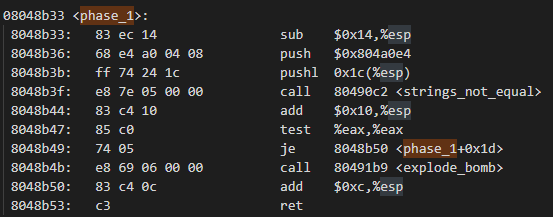 08048b33 <phase_1>:
8048b33: 83 ec 14 sub $0x14,%esp
8048b36: 68 e4 a0 04 08 push $0x804a0e4
8048b3b: ff 74 24 1c pushl 0x1c(%esp)
8048b3f: e8 7e 05 00 00 call 80490c2 <strings_not_equal>
8048b44: 83 c4 10 add $0x10,%esp
8048b47: 85 c0 test %eax,%eax
8048b49: 74 05 je 8048b50 <phase_1+0x1d>
8048b4b: e8 69 06 00 00 call 80491b9 <explode_bomb>
8048b50: 83 c4 0c add $0xc,%esp
8048b53: c3 ret